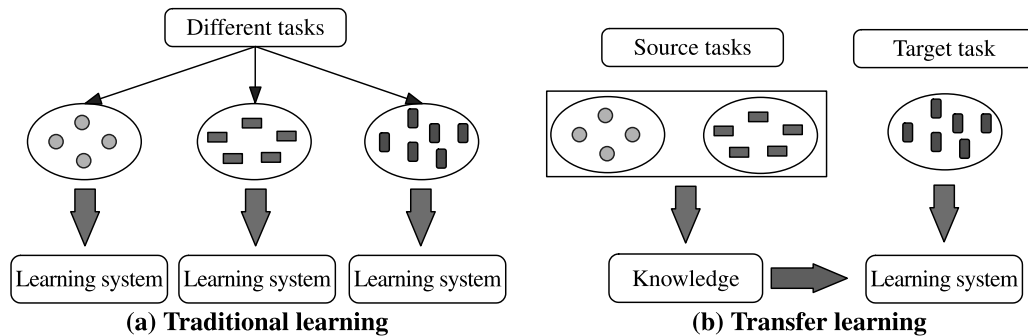 Different tasks
Learning system
Learning system
Learning system
(a) Traditional learning
Source tasks
Target task
Knowledge
Learning system
(b) Transfer learning